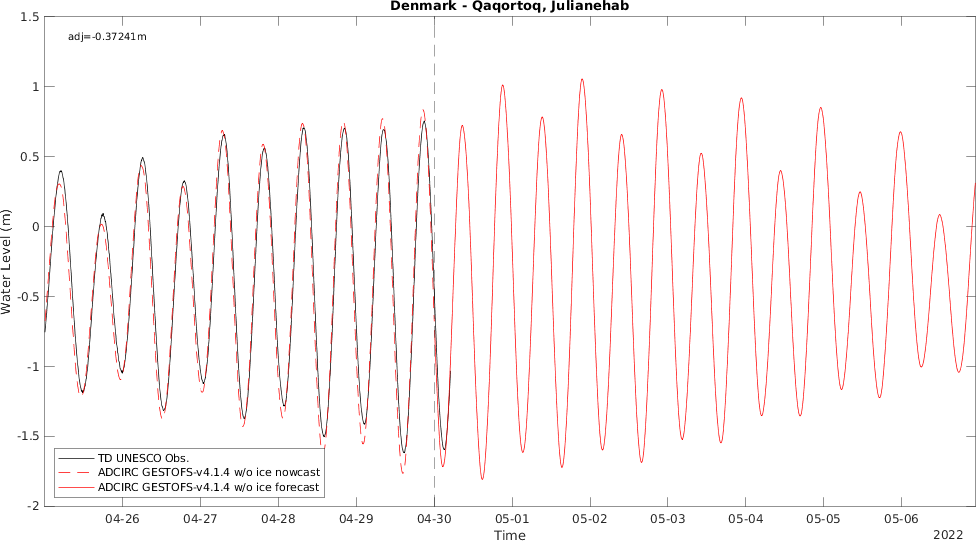 Denmark - Qaqortoq, Julianehab
adj=-0.37241m
1.5
1
0.5
0
-0.5
-1
-1.5
-2
Water Level (m)
TD UNESCO Obs.
ADCIRC GESTOFS-v4.1.4 w/o ice nowcast
ADCIRC GESTOFS-v4.1.4 w/o ice forecast
04-26 04-27 04-28 04-29 04-30 05-01 05-02 05-03 05-04 05-05 05-06
Time
2022